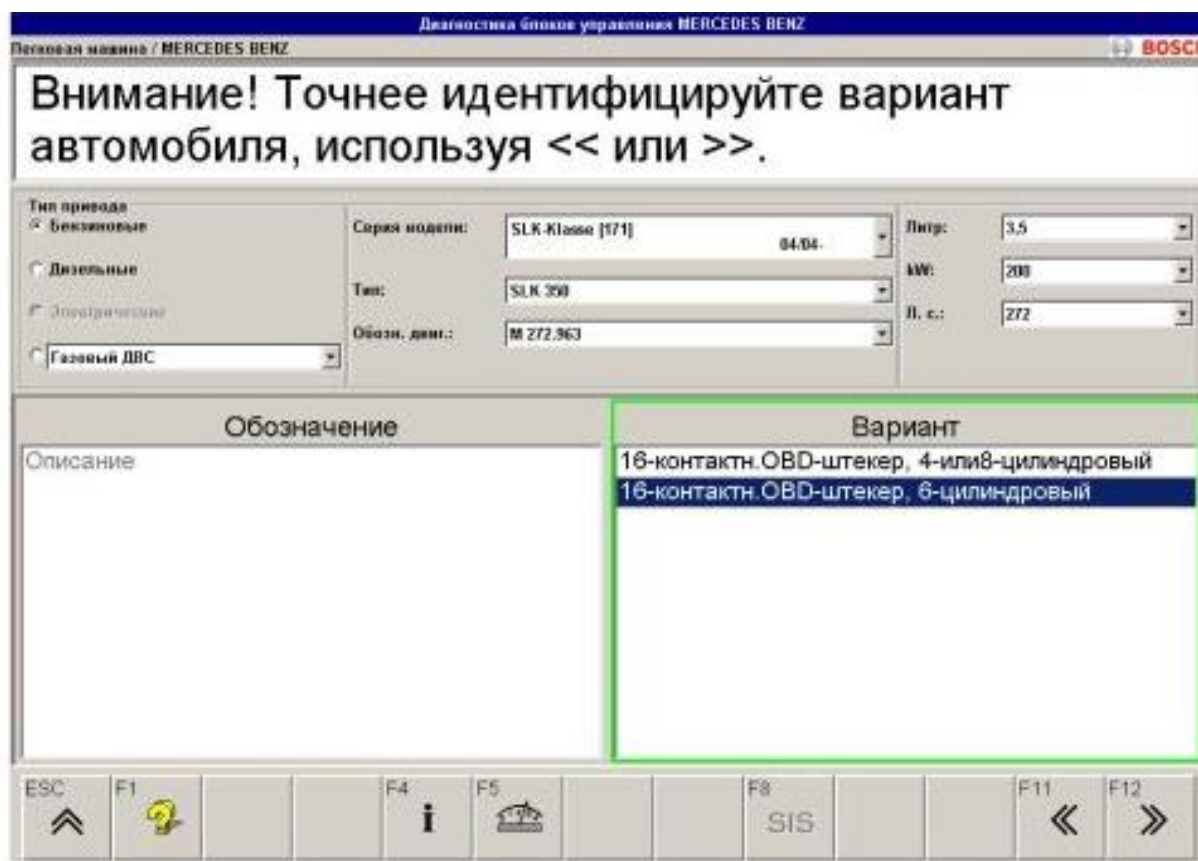 Диагностика блоков управления MERCEDES BENZ
Легковая машина / MERCEDES BENZ
BOSCH
Внимание! Точнее идентифицируйте вариант
автомобиля, используя << или >>.
Тип привода
Бензиновые
Дизельные
Электрические
Газовый ДВС
Серия модели:
SLK-Klasse [171]
04/04-
Тип:
SLK 350
Обозн. двиг.:
M 272.963
Литр:
3,5
kW:
200
Л. с.:
272
Обозначение
Описание
Вариант
16-контактн.OBD-штекер, 4-или8-цилиндровый
16-контактн.OBD-штекер, 6-цилиндровый
ESC
F1
F4
i
F5
F8
SIS
F11
«
F12
»